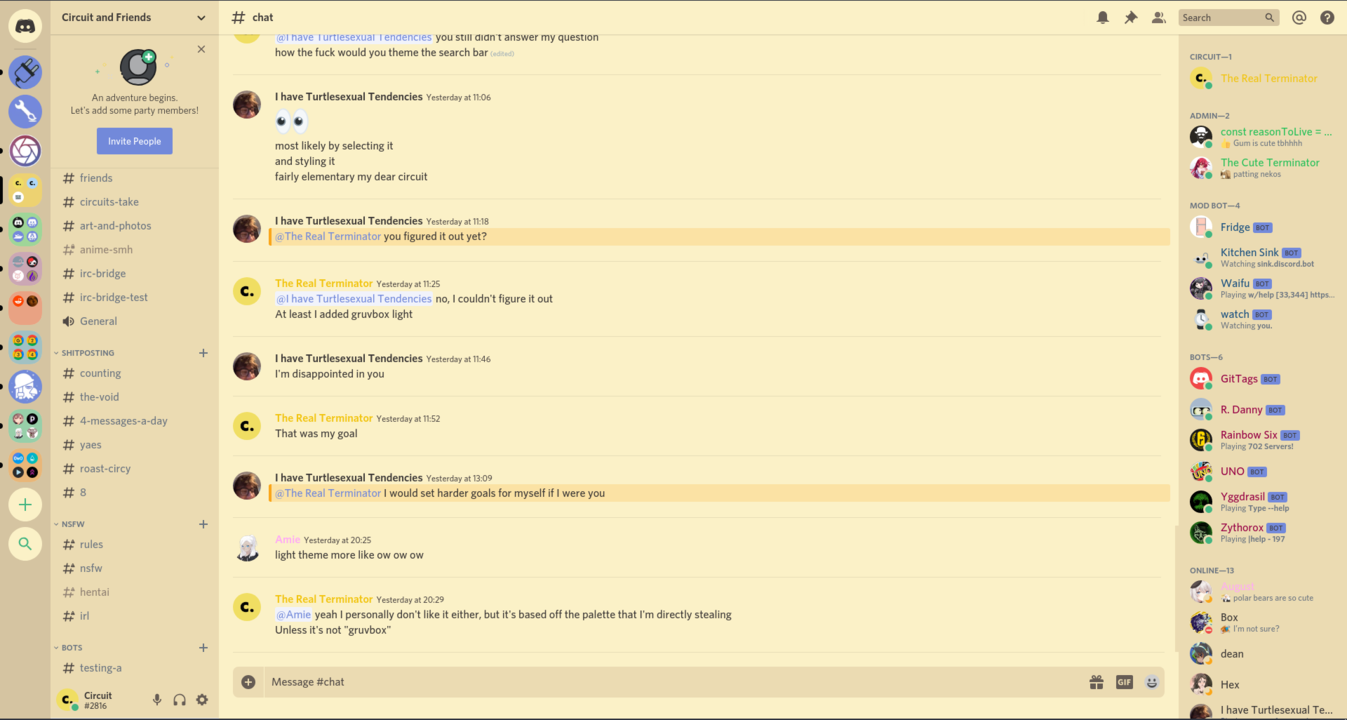 Circuit and Friends
An adventure begins.
Let's add some party members!
Invite People
friends
circuits-take
art-and-photos
anime-smh
irc-bridge
irc-bridge-test
General
SHITPOSTING
counting
the-void
4-messages-a-day
yaes
roast-circy
8
NSFW
rules
nsfw
hentai
irl
BOTS
testing-a
Circuit
#2816
# chat
Search
@I have Turtlesexual Tendencies you still didn't answer my question
how the fuck would you theme the search bar (edited)
I have Turtlesexual Tendencies Yesterday at 11:06
most likely by selecting it
and styling it
fairly elementary my dear circuit
I have Turtlesexual Tendencies Yesterday at 11:18
@The Real Terminator you figured it out yet?
The Real Terminator Yesterday at 11:25
@I have Turtlesexual Tendencies no, I couldn't figure it out
At least I added gruvbox light
I have Turtlesexual Tendencies Yesterday at 11:46
I'm disappointed in you
The Real Terminator Yesterday at 11:52
That was my goal
I have Turtlesexual Tendencies Yesterday at 13:09
@The Real Terminator I would set harder goals for myself if I were you
Amie Yesterday at 20:25
light theme more like ow ow ow
The Real Terminator Yesterday at 20:29
@Amie yeah I personally don't like it either, but it's based off the palette that I'm directly stealing
Unless it's not "gruvbox"
Message #chat
GIF
CIRCUIT—1
The Real Terminator
ADMIN—2
const reasonToLive = ...
Gum is cute tbhhhh
The Cute Terminator
patting nekos
MOD BOT—4
Fridge BOT
Kitchen Sink BOT
Watching sink.discord.bot
Waifu BOT
Playing w/help [33,344] https...
watch BOT
Watching you.
BOTS—6
GitTags BOT
R. Danny BOT
Rainbow Six BOT
Playing 702 Servers!
UNO BOT
Yggdrasil BOT
Playing Type --help
Zythorox BOT
Playing |help - 197
ONLINE—13
August
polar bears are so cute
Box
I'm not sure?
dean
Hex
I have Turtlesexual Te...